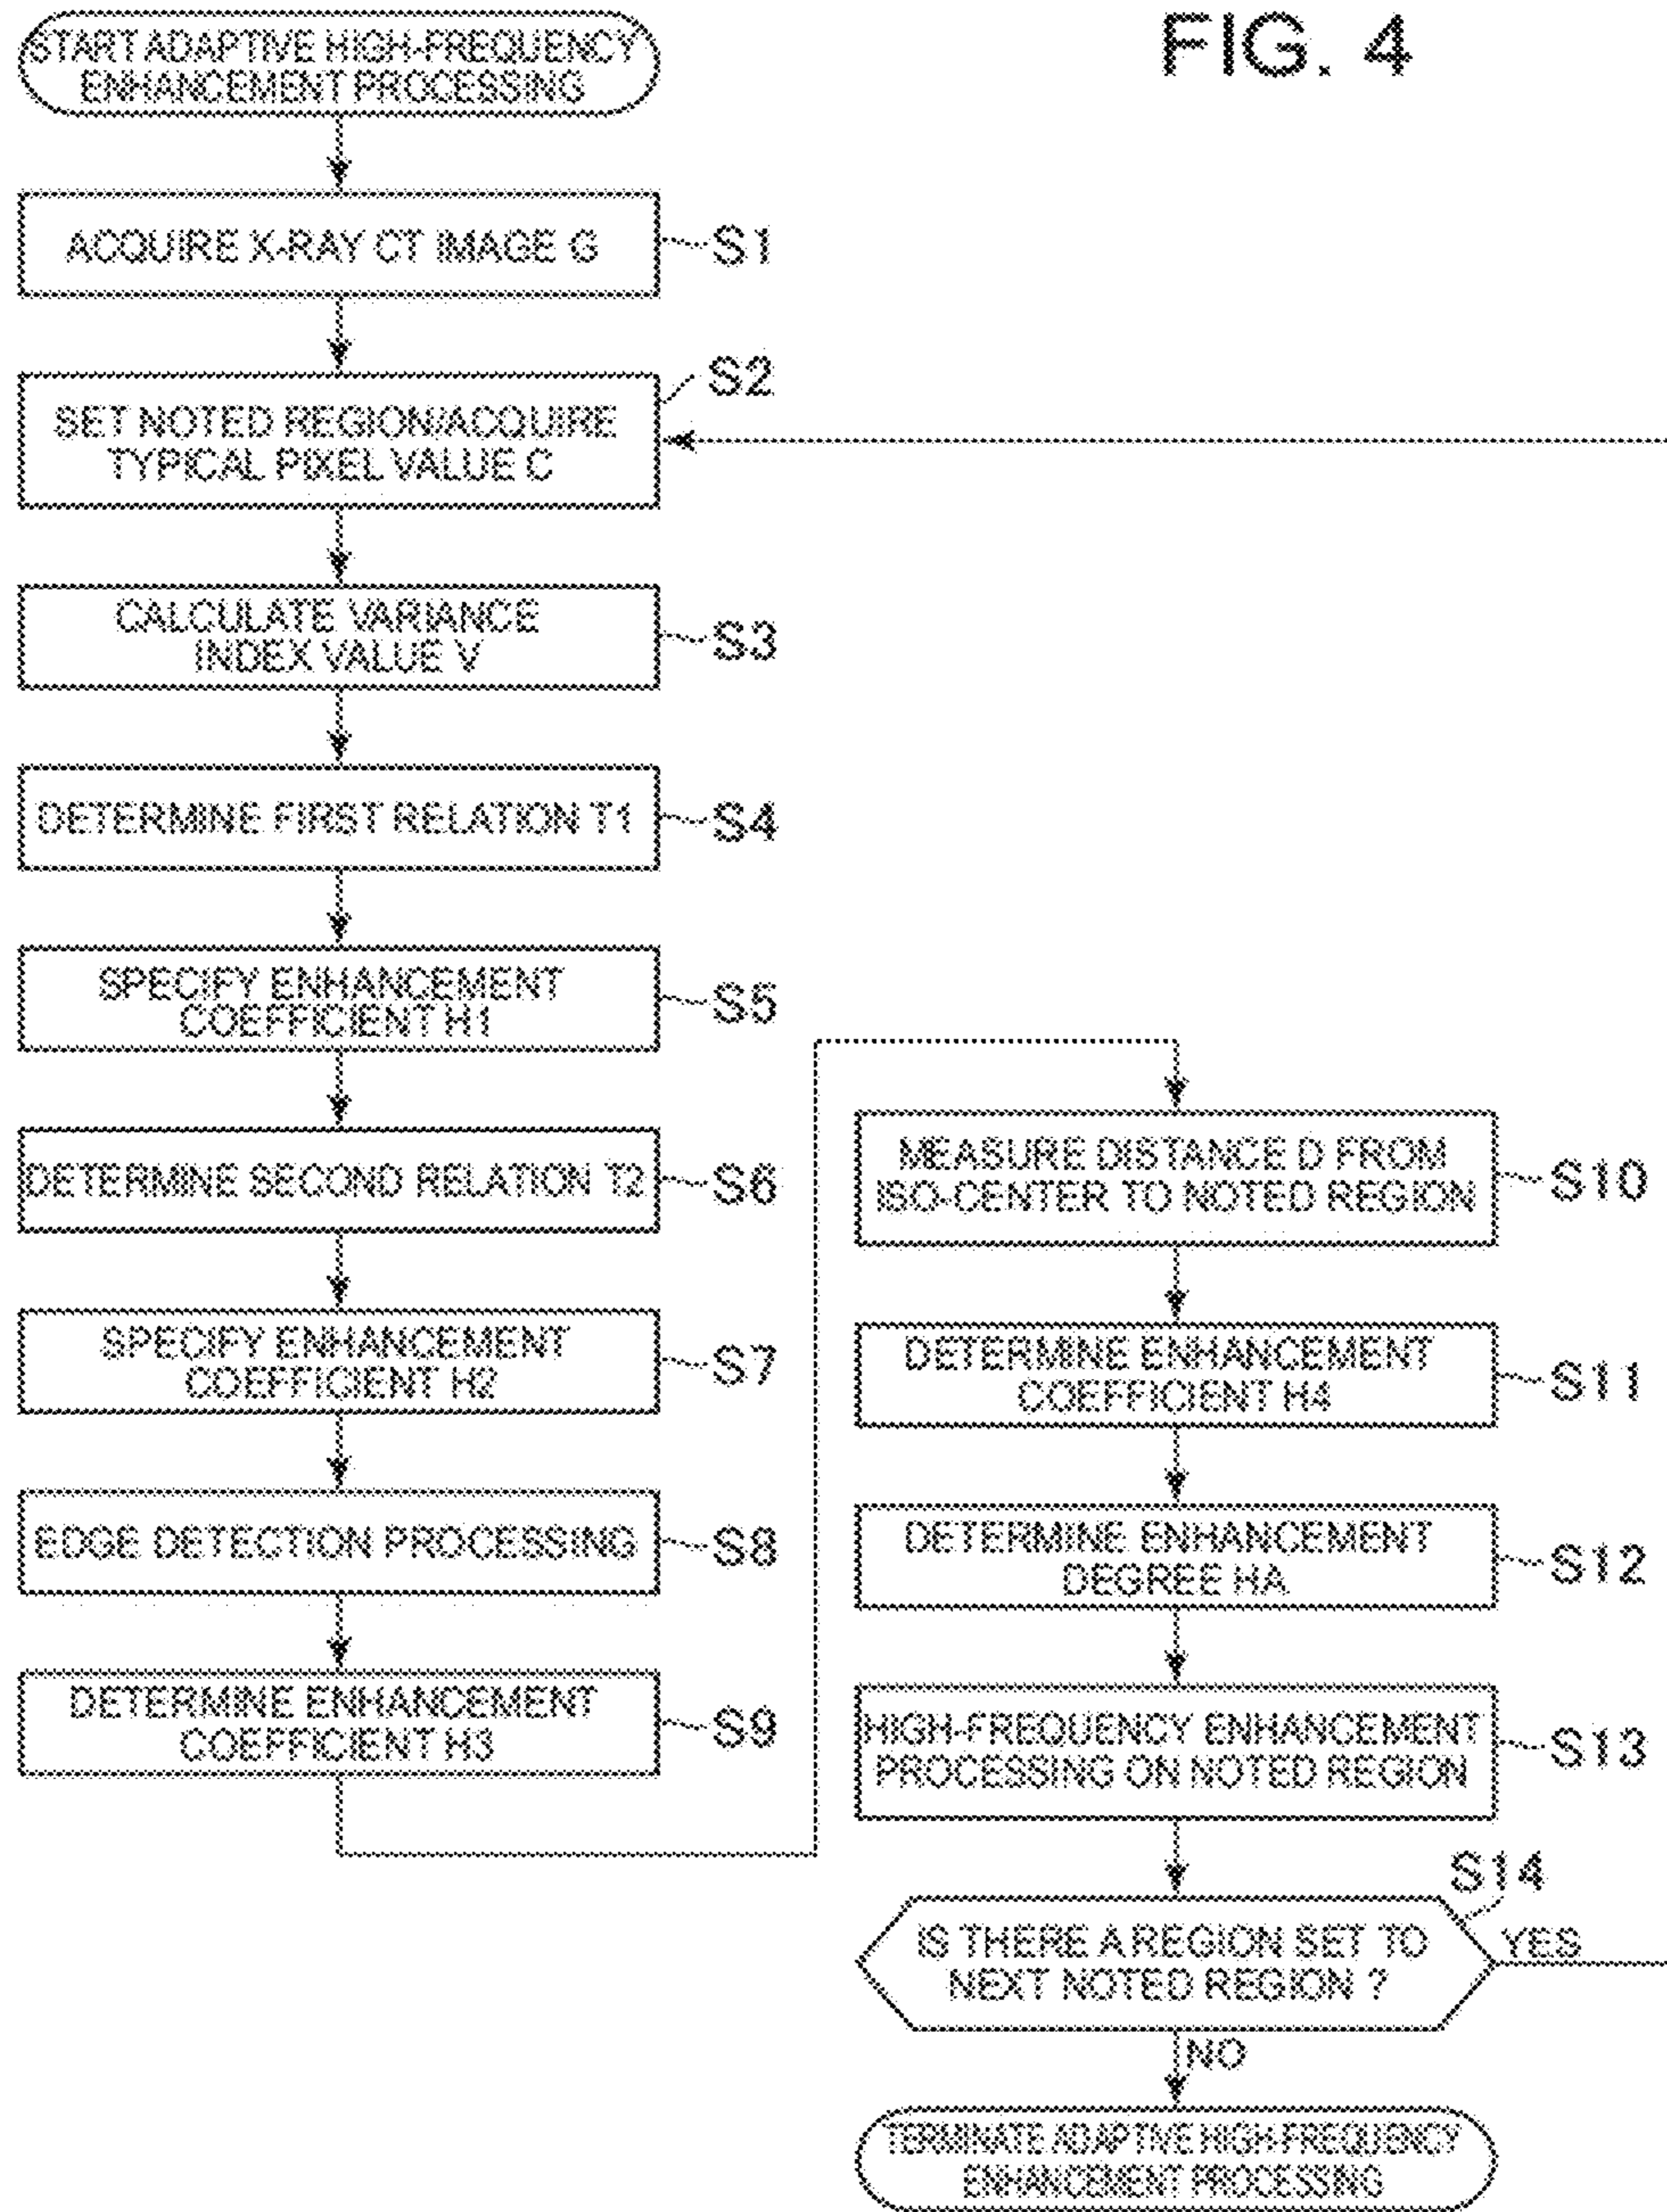 FIG. 4
START ADAPTIVE HIGH-FREQUENCY
ENHANCEMENT PROCESSING
ACQUIRE X-RAY CT IMAGE G
S1
S2
SET NOTED REGION/ACQUIRE
TYPICAL PIXEL VALUE C
CALCULATE VARIANCE
INDEX VALUE V
S3
DETERMINE FIRST RELATION T1
S4
SPECIFY ENHANCEMENT
COEFFICIENT H1
S5
DETERMINE SECOND RELATION T2
S6
SPECIFY ENHANCEMENT
COEFFICIENT H2
S7
EDGE DETECTION PROCESSING
S8
DETERMINE ENHANCEMENT
COEFFICIENT H3
S9
MEASURE DISTANCE D FROM
ISO-CENTER TO NOTED REGION
S10
DETERMINE ENHANCEMENT
COEFFICIENT H4
S11
DETERMINE ENHANCEMENT
DEGREE HA
S12
HIGH-FREQUENCY ENHANCEMENT
PROCESSING ON NOTED REGION
S13
S14
IS THERE A REGION SET TO
NEXT NOTED REGION ?
YES
NO
TERMINATE ADAPTIVE HIGH-FREQUENCY
ENHANCEMENT PROCESSING